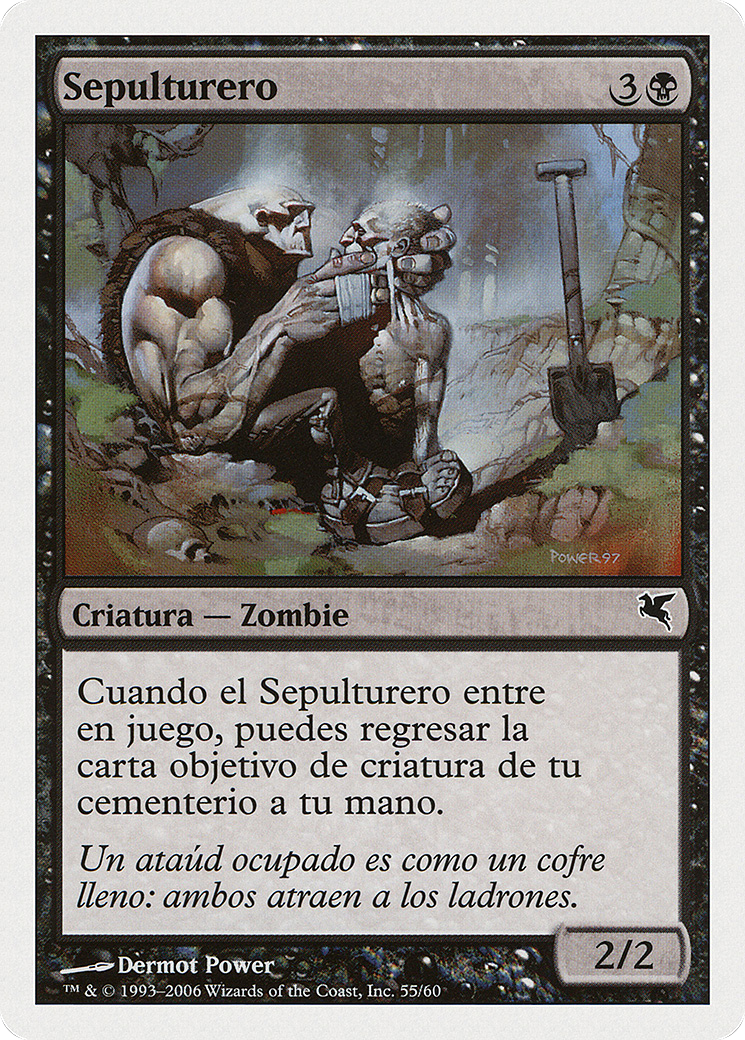 Sepulturero 3
POWER97
Criatura — Zombie
Cuando el Sepulturero entre
en juego, puedes regresar la
carta objetivo de criatura de tu
cementerio a tu mano.
Un ataúd ocupado es como un cofre
lleno: ambos atraen a los ladrones.
2/2
Dermot Power
™ & © 1993–2006 Wizards of the Coast, Inc. 55/60